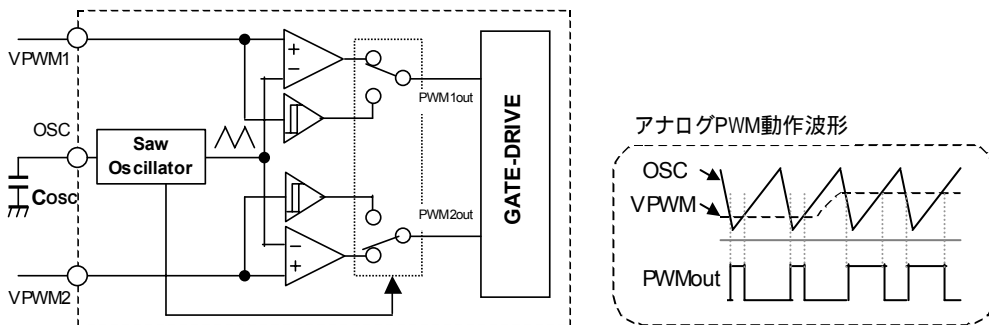 VPWM1
OSC
Cosc
Saw
Oscillator
VPWM2
+
−
−
+
PWM1out
PWM2out
GATE-DRIVE
アナログPWM動作波形
OSC
VPWM
PWMout